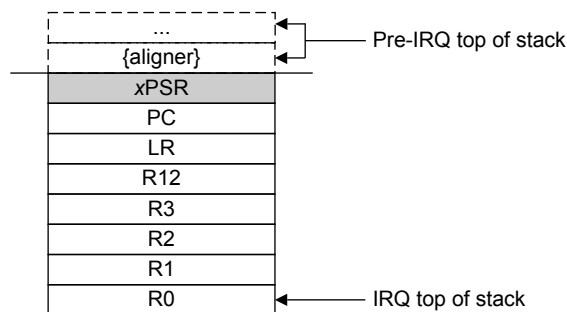 ...
Pre-IRQ top of stack
{aligner}
xPSR
PC
LR
R12
R3
R2
R1
R0
IRQ top of stack